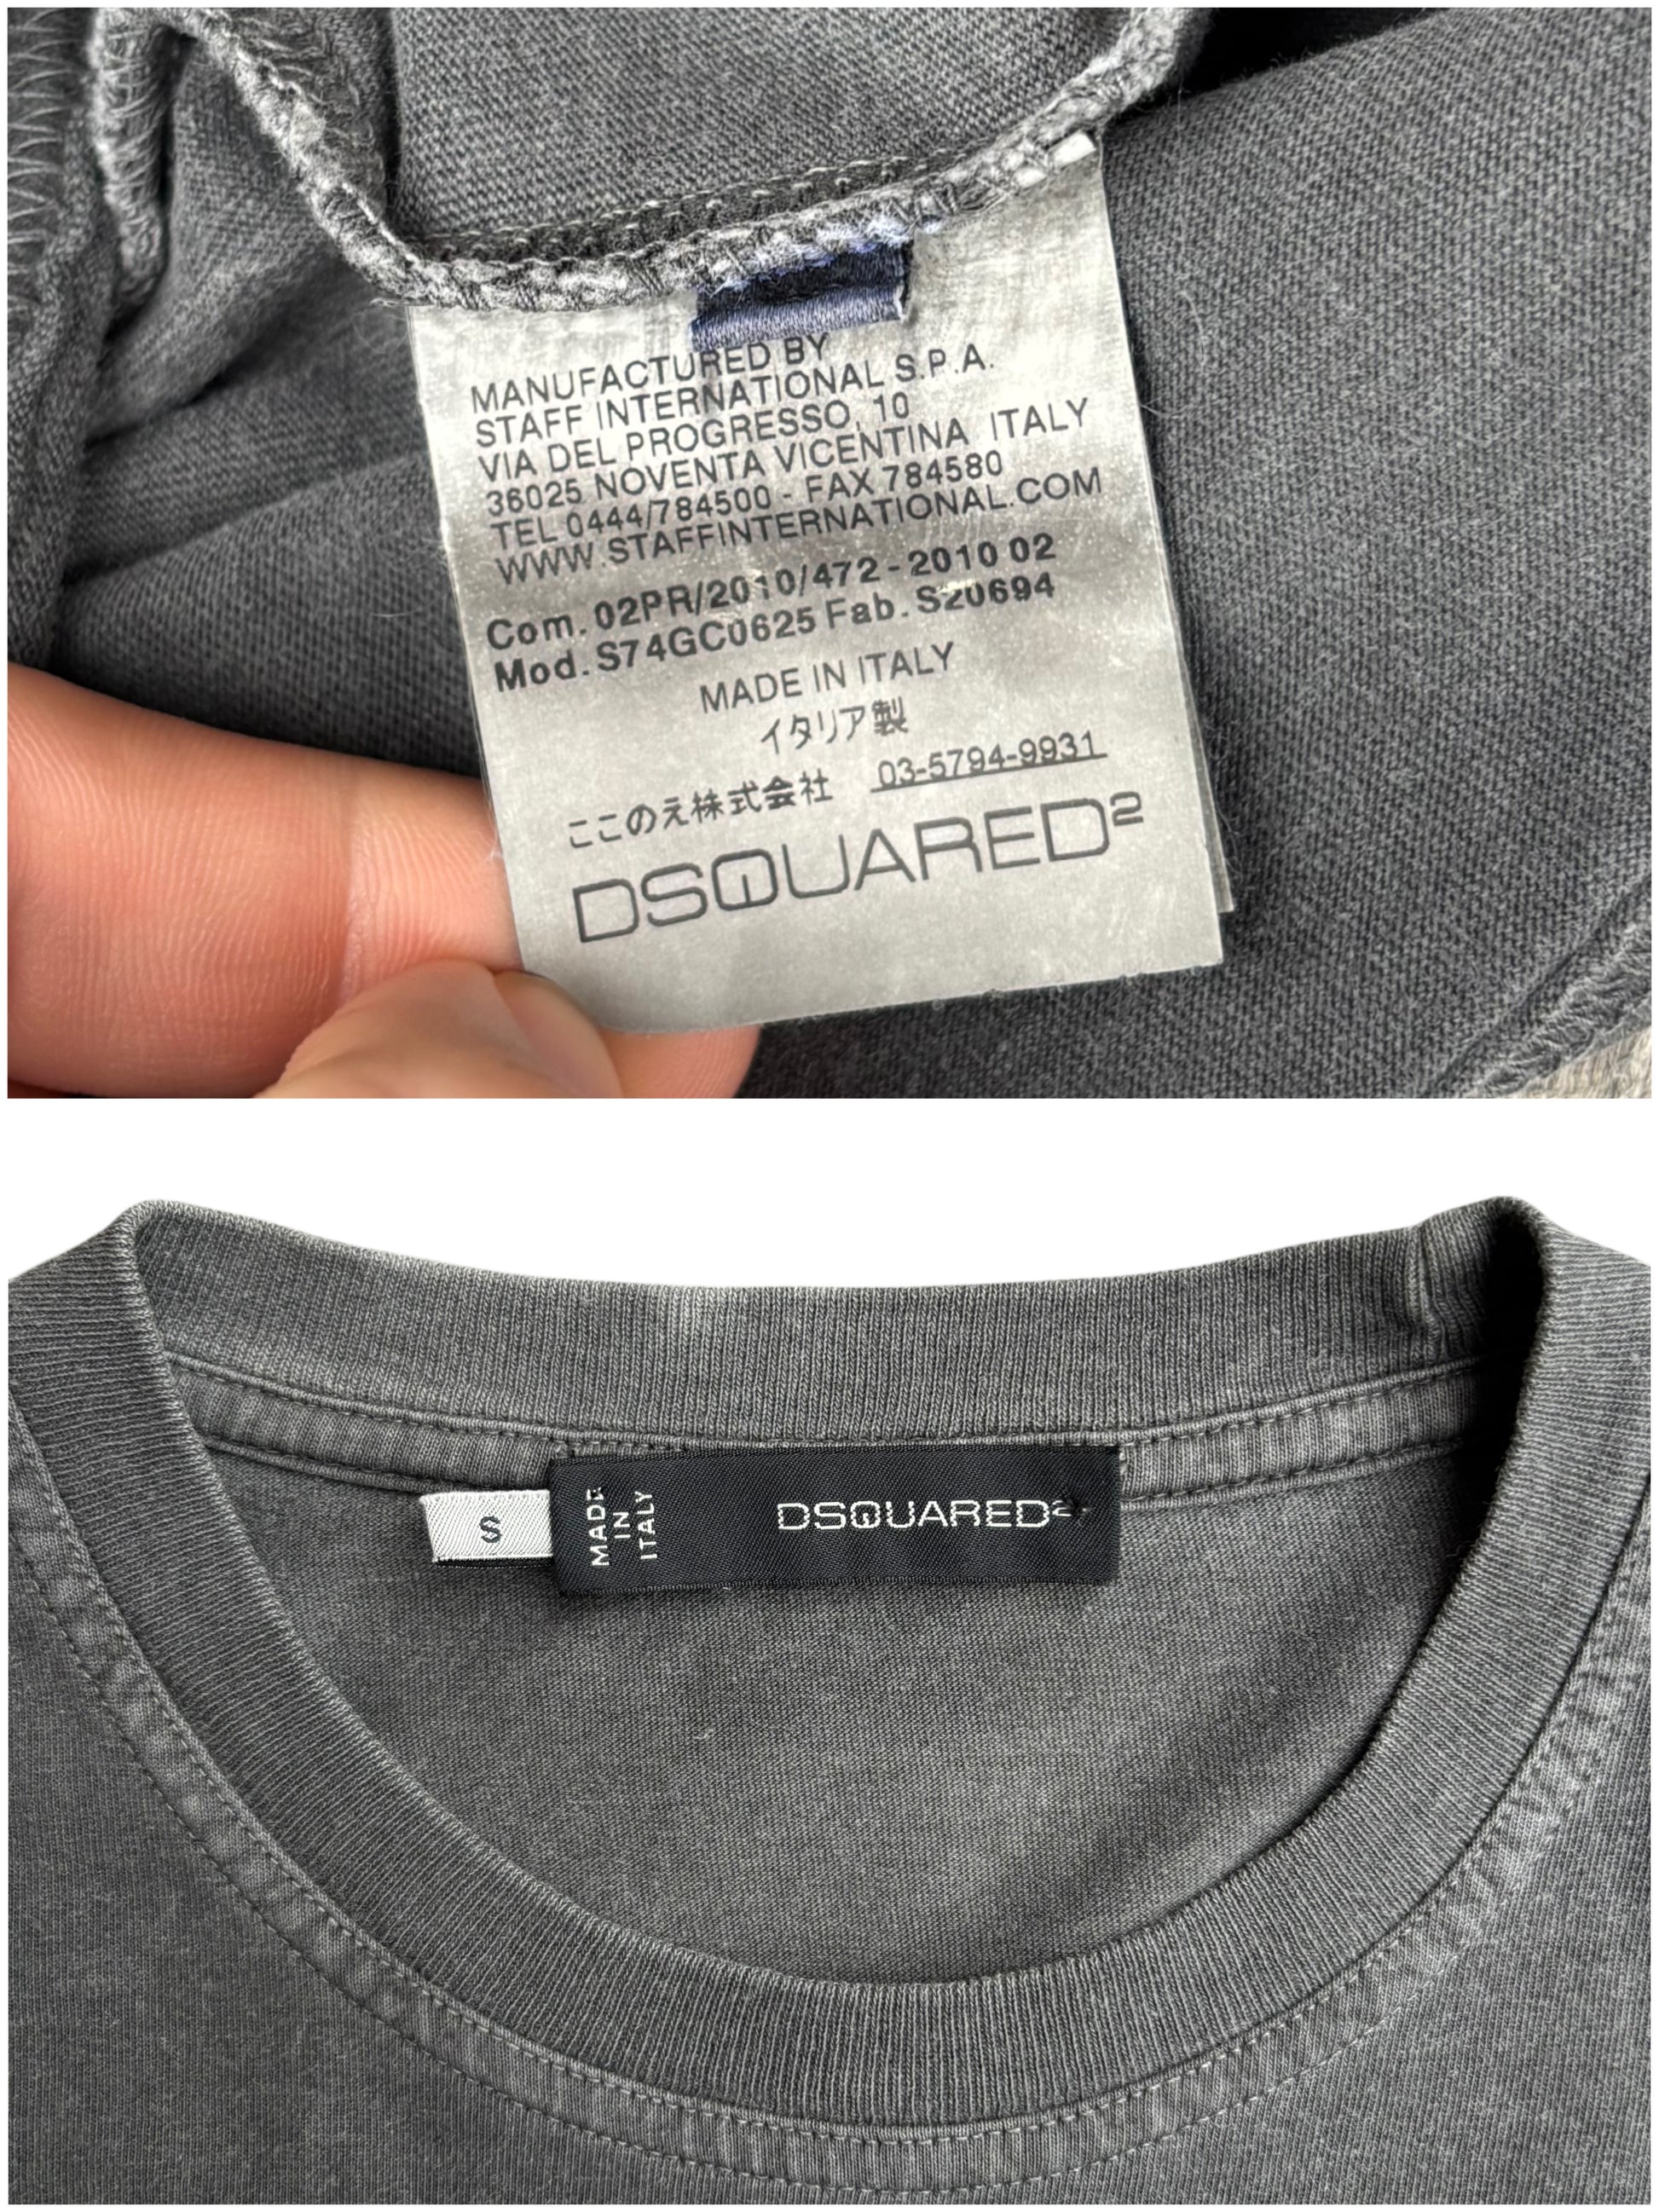 MANUFACTURED BY
STAFF INTERNATIONAL S.P.A.
VIA DEL PROGRESSO, 10
36025 NOVENTA VICENTINA ITALY
TEL 0444/784500 - FAX 784580
WWW.STAFFINTERNATIONAL.COM
Com. 02PR/2010/472 - 2010 02
Mod. S74GC0625 Fab. S20694
MADE IN ITALY
イタリア製
ここのえ株式会社 03-5794-9931
DSQUARED²
S
MADE
IN
ITALY
DSQUARED²